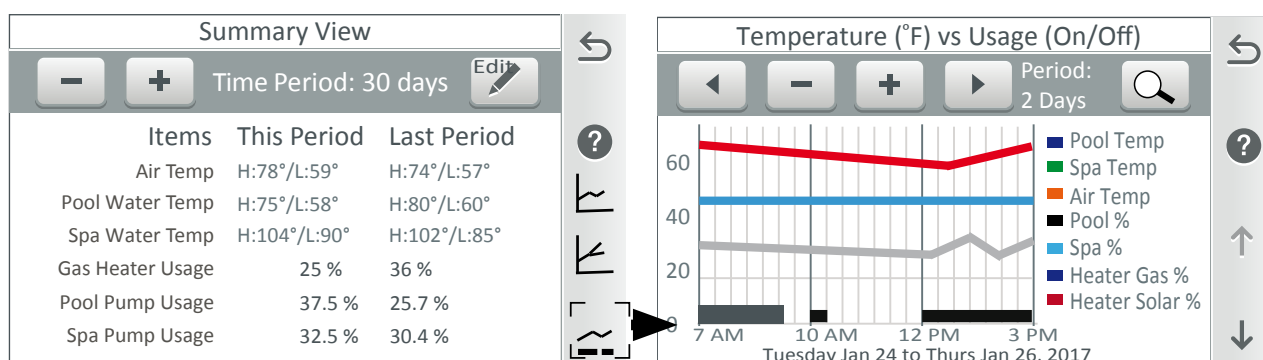 Summary View
Edit
Time Period: 30 days
Items This Period Last Period
Air Temp H:78°/L:59° H:74°/L:57°
Pool Water Temp H:75°/L:58° H:80°/L:60°
Spa Water Temp H:104°/L:90° H:102°/L:85°
Gas Heater Usage 25 % 36 %
Pool Pump Usage 37.5 % 25.7 %
Spa Pump Usage 32.5 % 30.4 %
?
Temperature (°F) vs Usage (On/Off)
Period:
2 Days
60
40
20
0
7 AM 10 AM 12 PM 3 PM
Tuesday Jan 24 to Thurs Jan 26, 2017
Pool Temp
Spa Temp
Air Temp
Pool %
Spa %
Heater Gas %
Heater Solar %
?